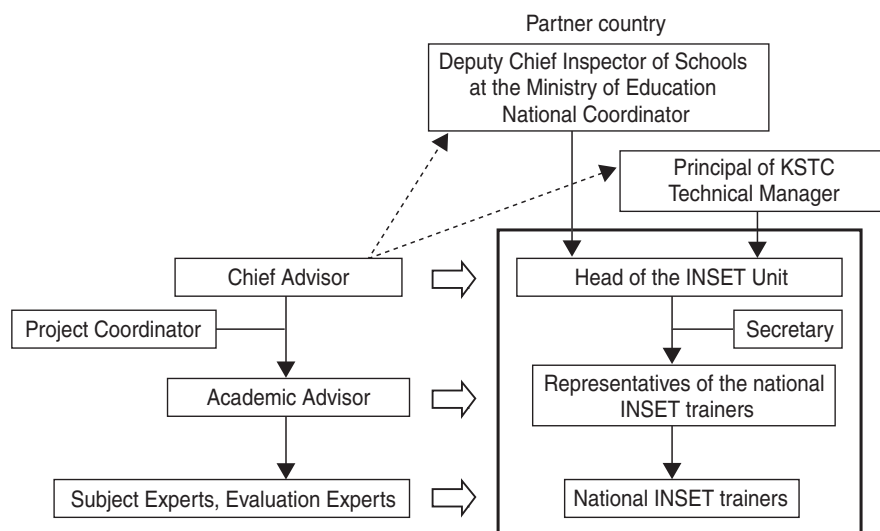 Partner country
Deputy Chief Inspector of Schools
at the Ministry of Education
National Coordinator
Principal of KSTC
Technical Manager
Chief Advisor
Head of the INSET Unit
Project Coordinator
Secretary
Academic Advisor
Representatives of the national
INSET trainers
Subject Experts, Evaluation Experts
National INSET trainers